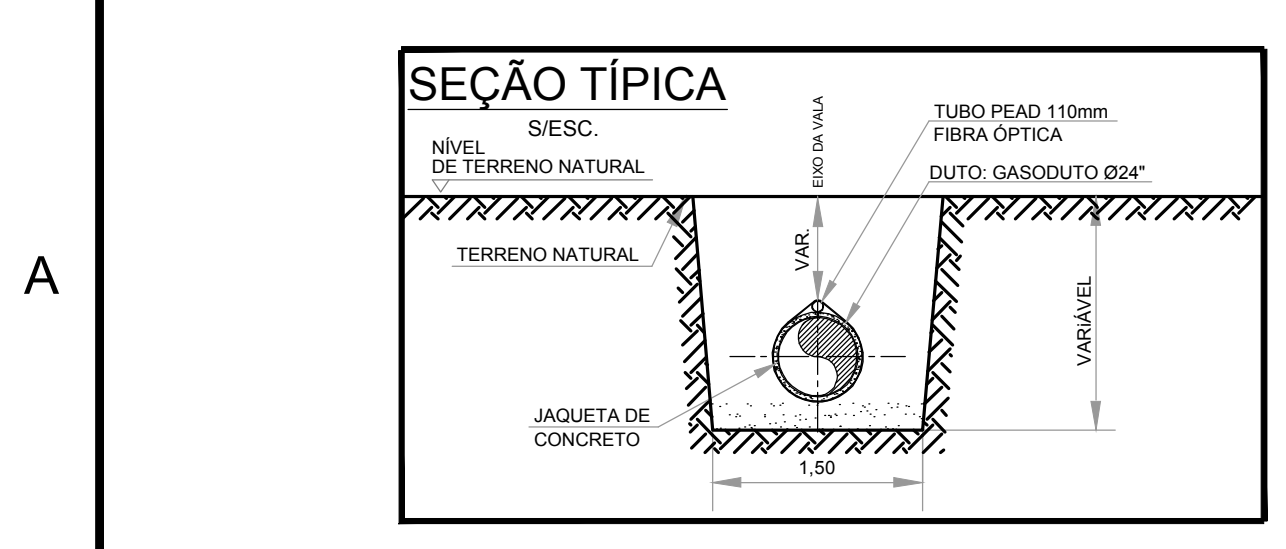 SEÇÃO TÍPICA
S/ESC.
NÍVEL
DE TERRENO NATURAL
EIXO DA VALA
TUBO PEAD 110mm
FIBRA ÓPTICA
DUTO: GASODUTO Ø24"
A
TERRENO NATURAL
VAR.
VARiÁVEL
JAQUETA DE
CONCRETO
1,50